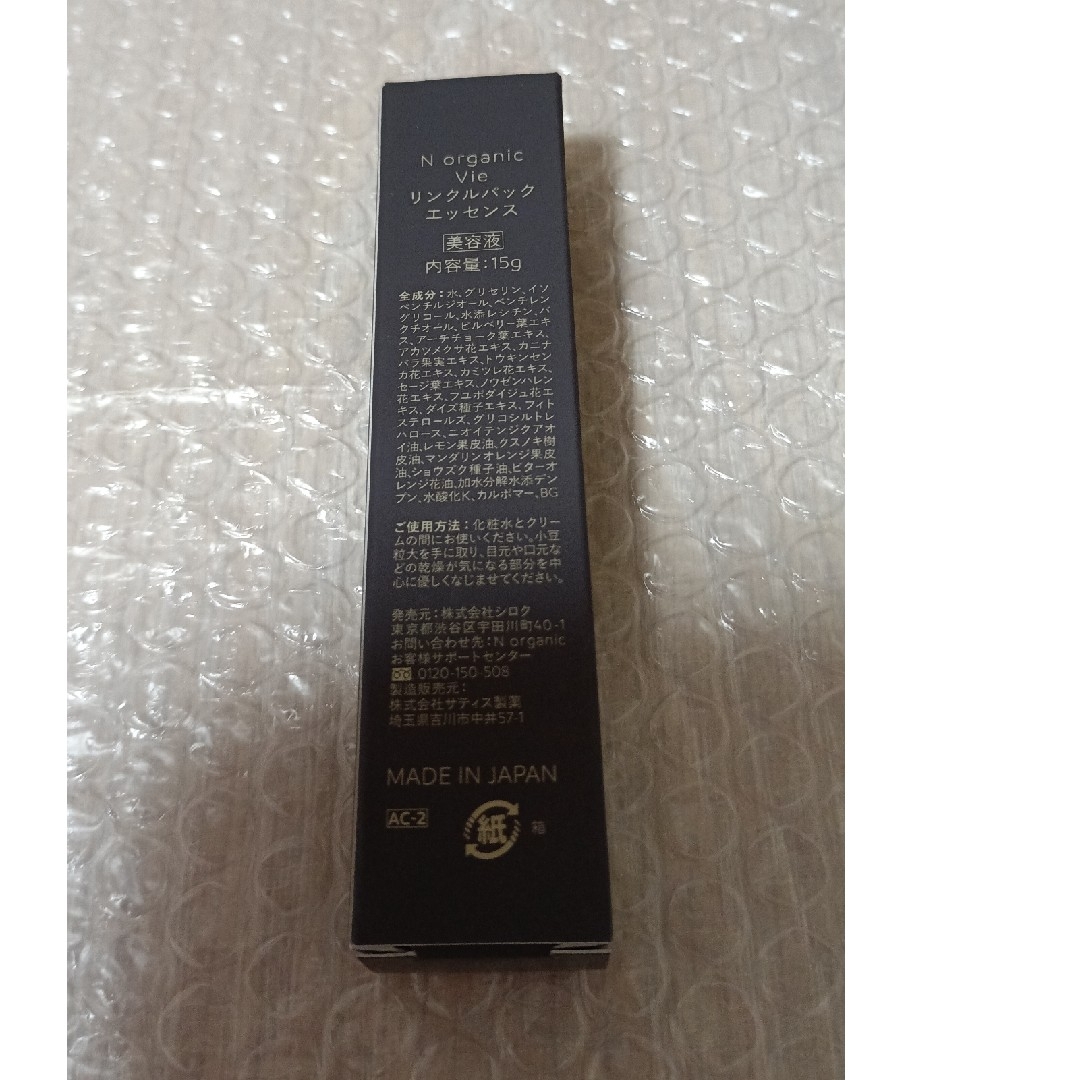 N organic
Vie
リンクルパック
エッセンス
美容液
内容量:15g
全成分:水、グリセリン、イソ
ペンチルジオール、ペンチレン
グリコール、水添レシチン、バ
クチオール、ビルベリー葉エキ
ス、アーチチョーク葉エキス、
アカツメクサ花エキス、カニナ
バラ果実エキス、トウキンセン
カ花エキス、カミツレ花エキス、
セージ葉エキス、ノウゼンハレン
花エキス、フユボダイジュ花エ
キス、ダイズ種子エキス、フィト
ステロールズ、グリコシルトレ
ハロース、ニオイテンジクアオ
イ油、レモン果皮油、クスノキ樹
皮油、マンダリンオレンジ果皮
油、ショウズク種子油、ビターオ
レンジ花油、加水分解水添デン
プン、水酸化K、カルボマー、BG
ご使用方法:化粧水とクリー
ムの間にお使いください。小豆
粒大を手に取り、目元や口元な
どの乾燥が気になる部分を中
心に優しくなじませてください。
発売元:株式会社シロク
東京都渋谷区宇田川町40-1
お問い合わせ先:N organic
お客様サポートセンター
0120-150-508
製造販売元:
株式会社サティス製薬
埼玉県吉川市中井57-1
MADE IN JAPAN
AC-2
紙 箱